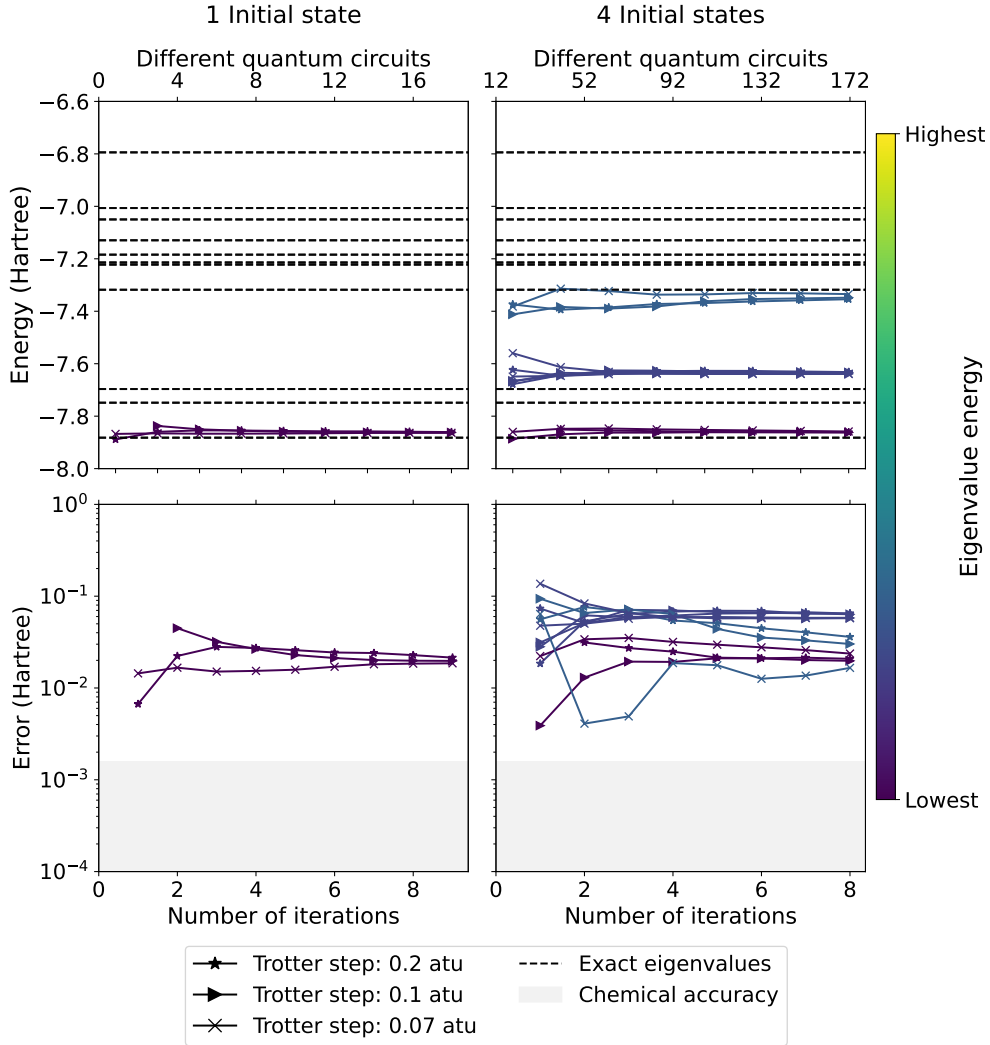 1 Initial state
4 Initial states
Different quantum circuits
Different quantum circuits
0 4 8 12 16
12 52 92 132 172
−6.6
−6.8
−7.0
−7.2
−7.4
−7.6
−7.8
−8.0
Energy (Hartree)
Highest
Eigenvalue energy
Lowest
10⁰
10⁻¹
10⁻²
10⁻³
10⁻⁴
Error (Hartree)
0 2 4 6 8
0 2 4 6 8
Number of iterations
Number of iterations
Trotter step: 0.2 atu
Trotter step: 0.1 atu
Trotter step: 0.07 atu
Exact eigenvalues
Chemical accuracy